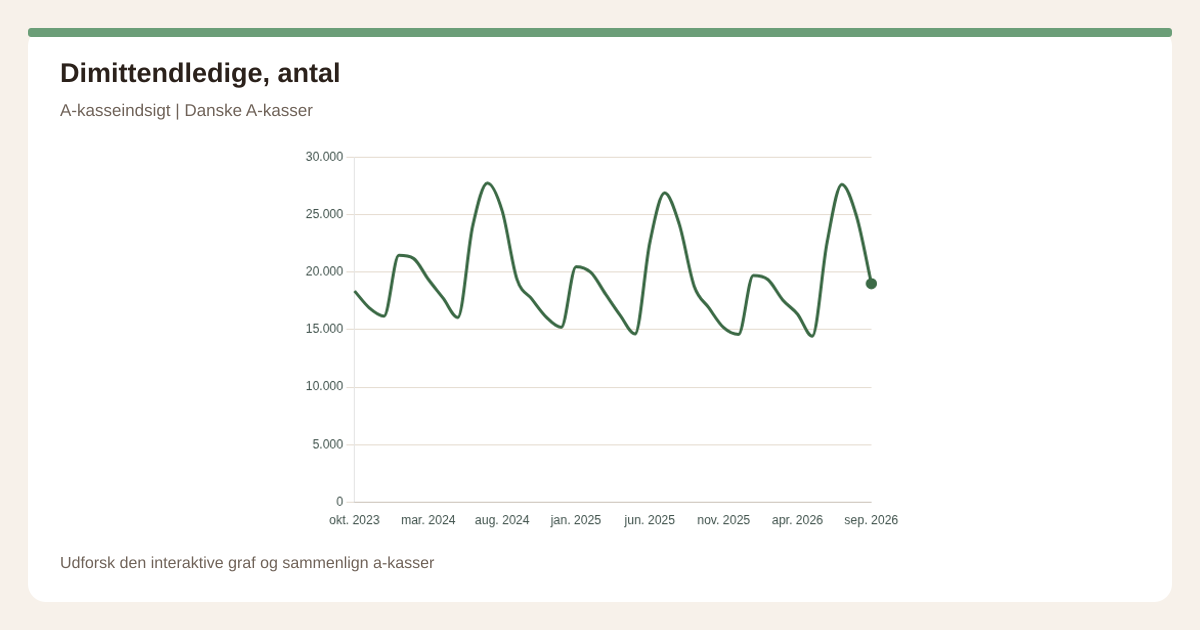 Dimittendledige, antal
A-kasseindsigt | Danske A-kasser
30.000
25.000
20.000
15.000
10.000
5.000
0
okt. 2023 mar. 2024 aug. 2024 jan. 2025 jun. 2025 nov. 2025 apr. 2026 sep. 2026
Udforsk den interaktive graf og sammenlign a-kasser